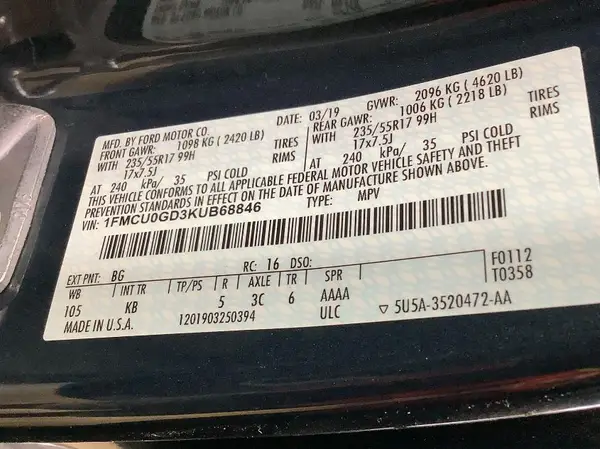 MFD. BY FORD MOTOR CO. DATE: 03/19 GVWR: 2096 KG ( 4620 LB)
FRONT GAWR: 1098 KG ( 2420 LB) REAR GAWR: 1006 KG ( 2218 LB)
WITH 235/55R17 99H TIRES WITH 235/55R17 99H TIRES
17x7.5J RIMS 17x7.5J RIMS
AT 240 kPa/ 35 PSI COLD AT 240 kPa/ 35 PSI COLD
THIS VEHICLE CONFORMS TO ALL APPLICABLE FEDERAL MOTOR VEHICLE SAFETY AND THEFT
PREVENTION STANDARDS IN EFFECT ON THE DATE OF MANUFACTURE SHOWN ABOVE.
VIN: 1FMCU0GD3KUB68846 TYPE: MPV
EXT PNT: BG RC: 16 DSO: F0112
WB INT TR TP/PS R AXLE TR SPR T0358
105 KB 5 3C 6 AAAA
MADE IN U.S.A. 1201903250394 ULC ▽ 5U5A-3520472-AA